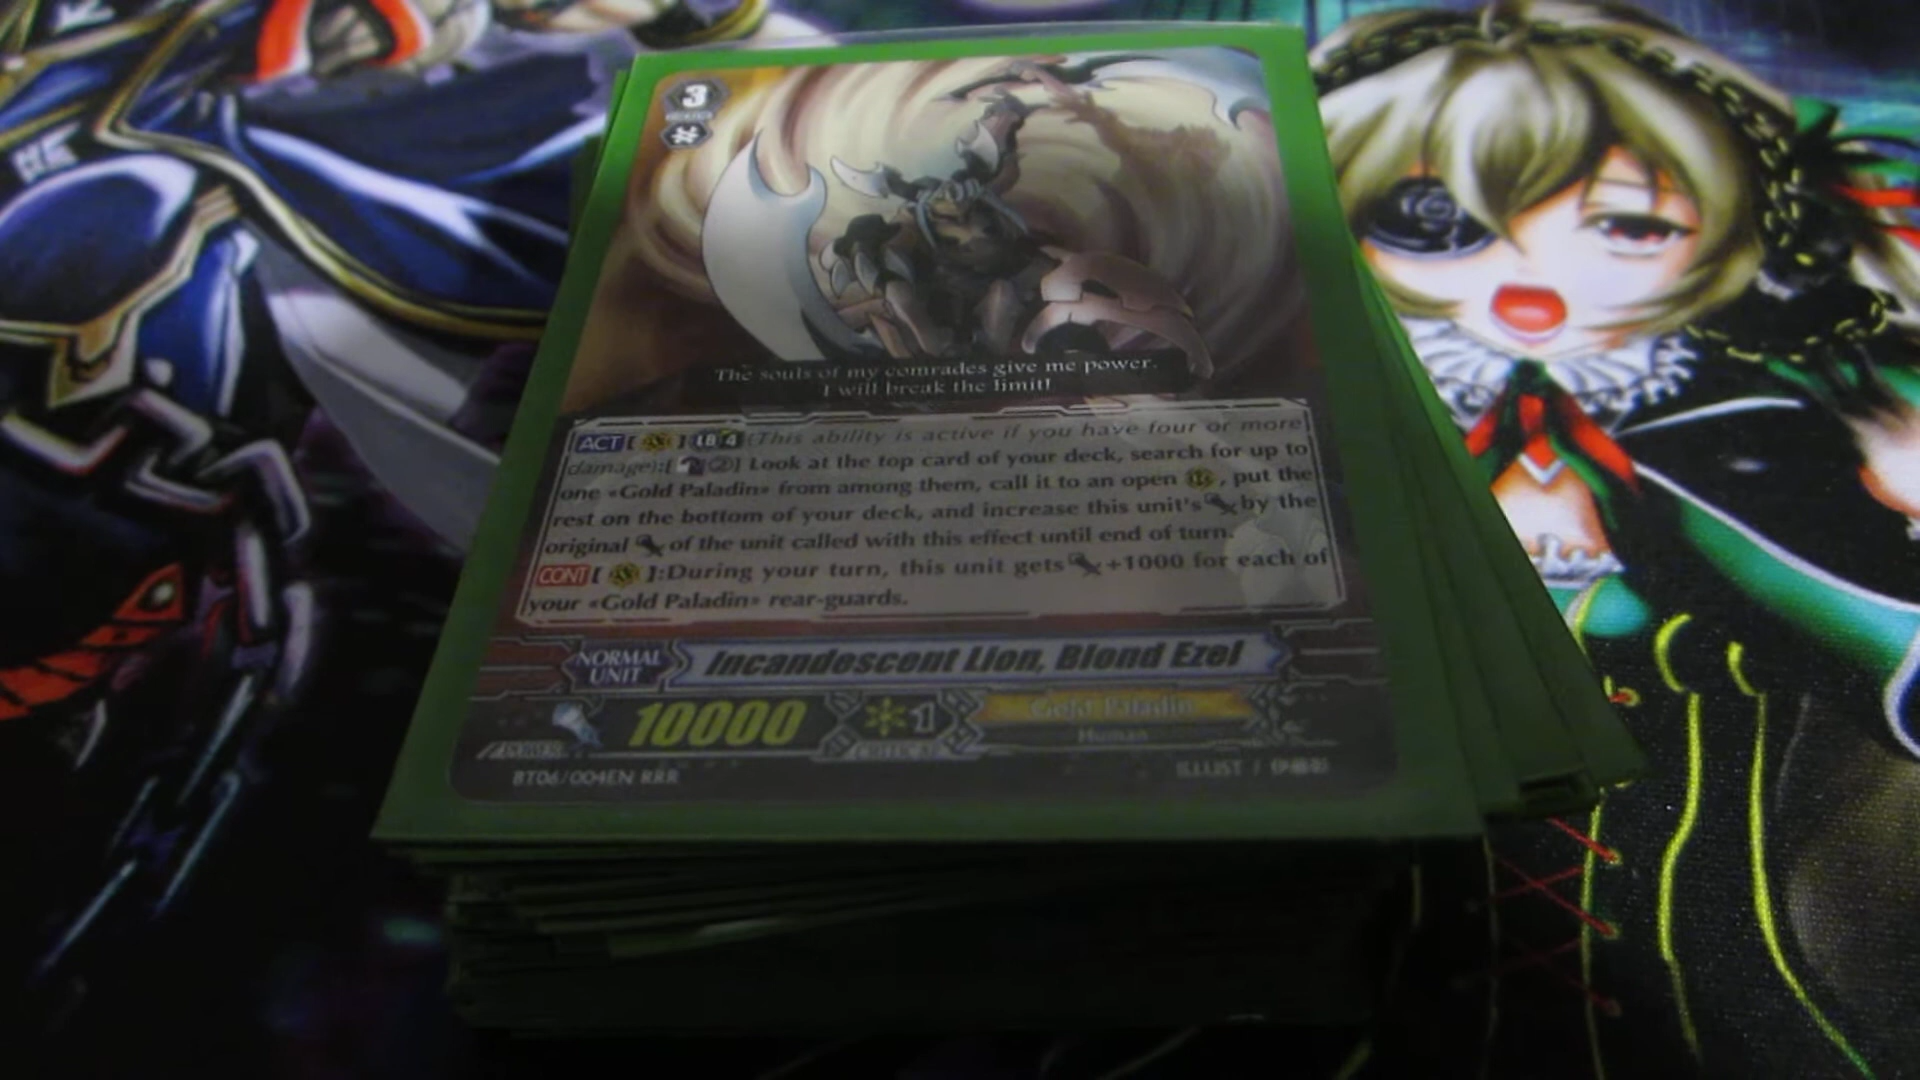 3
The souls of my comrades give me power.
I will break the limit!
ACT [ ] LB 4 (This ability is active if you have four or more
damage):[ ② ] Look at the top card of your deck, search for up to
one «Gold Paladin» from among them, call it to an open , put the
rest on the bottom of your deck, and increase this unit's by the
original of the unit called with this effect until end of turn.
CONT [ ]:During your turn, this unit gets +1000 for each of
your «Gold Paladin» rear-guards.
NORMAL UNIT
Incandescent Lion, Blond Ezel
POWER 10000 1 CRITICAL Gold Paladin
Human
BT06/004EN RRR ILLUST /